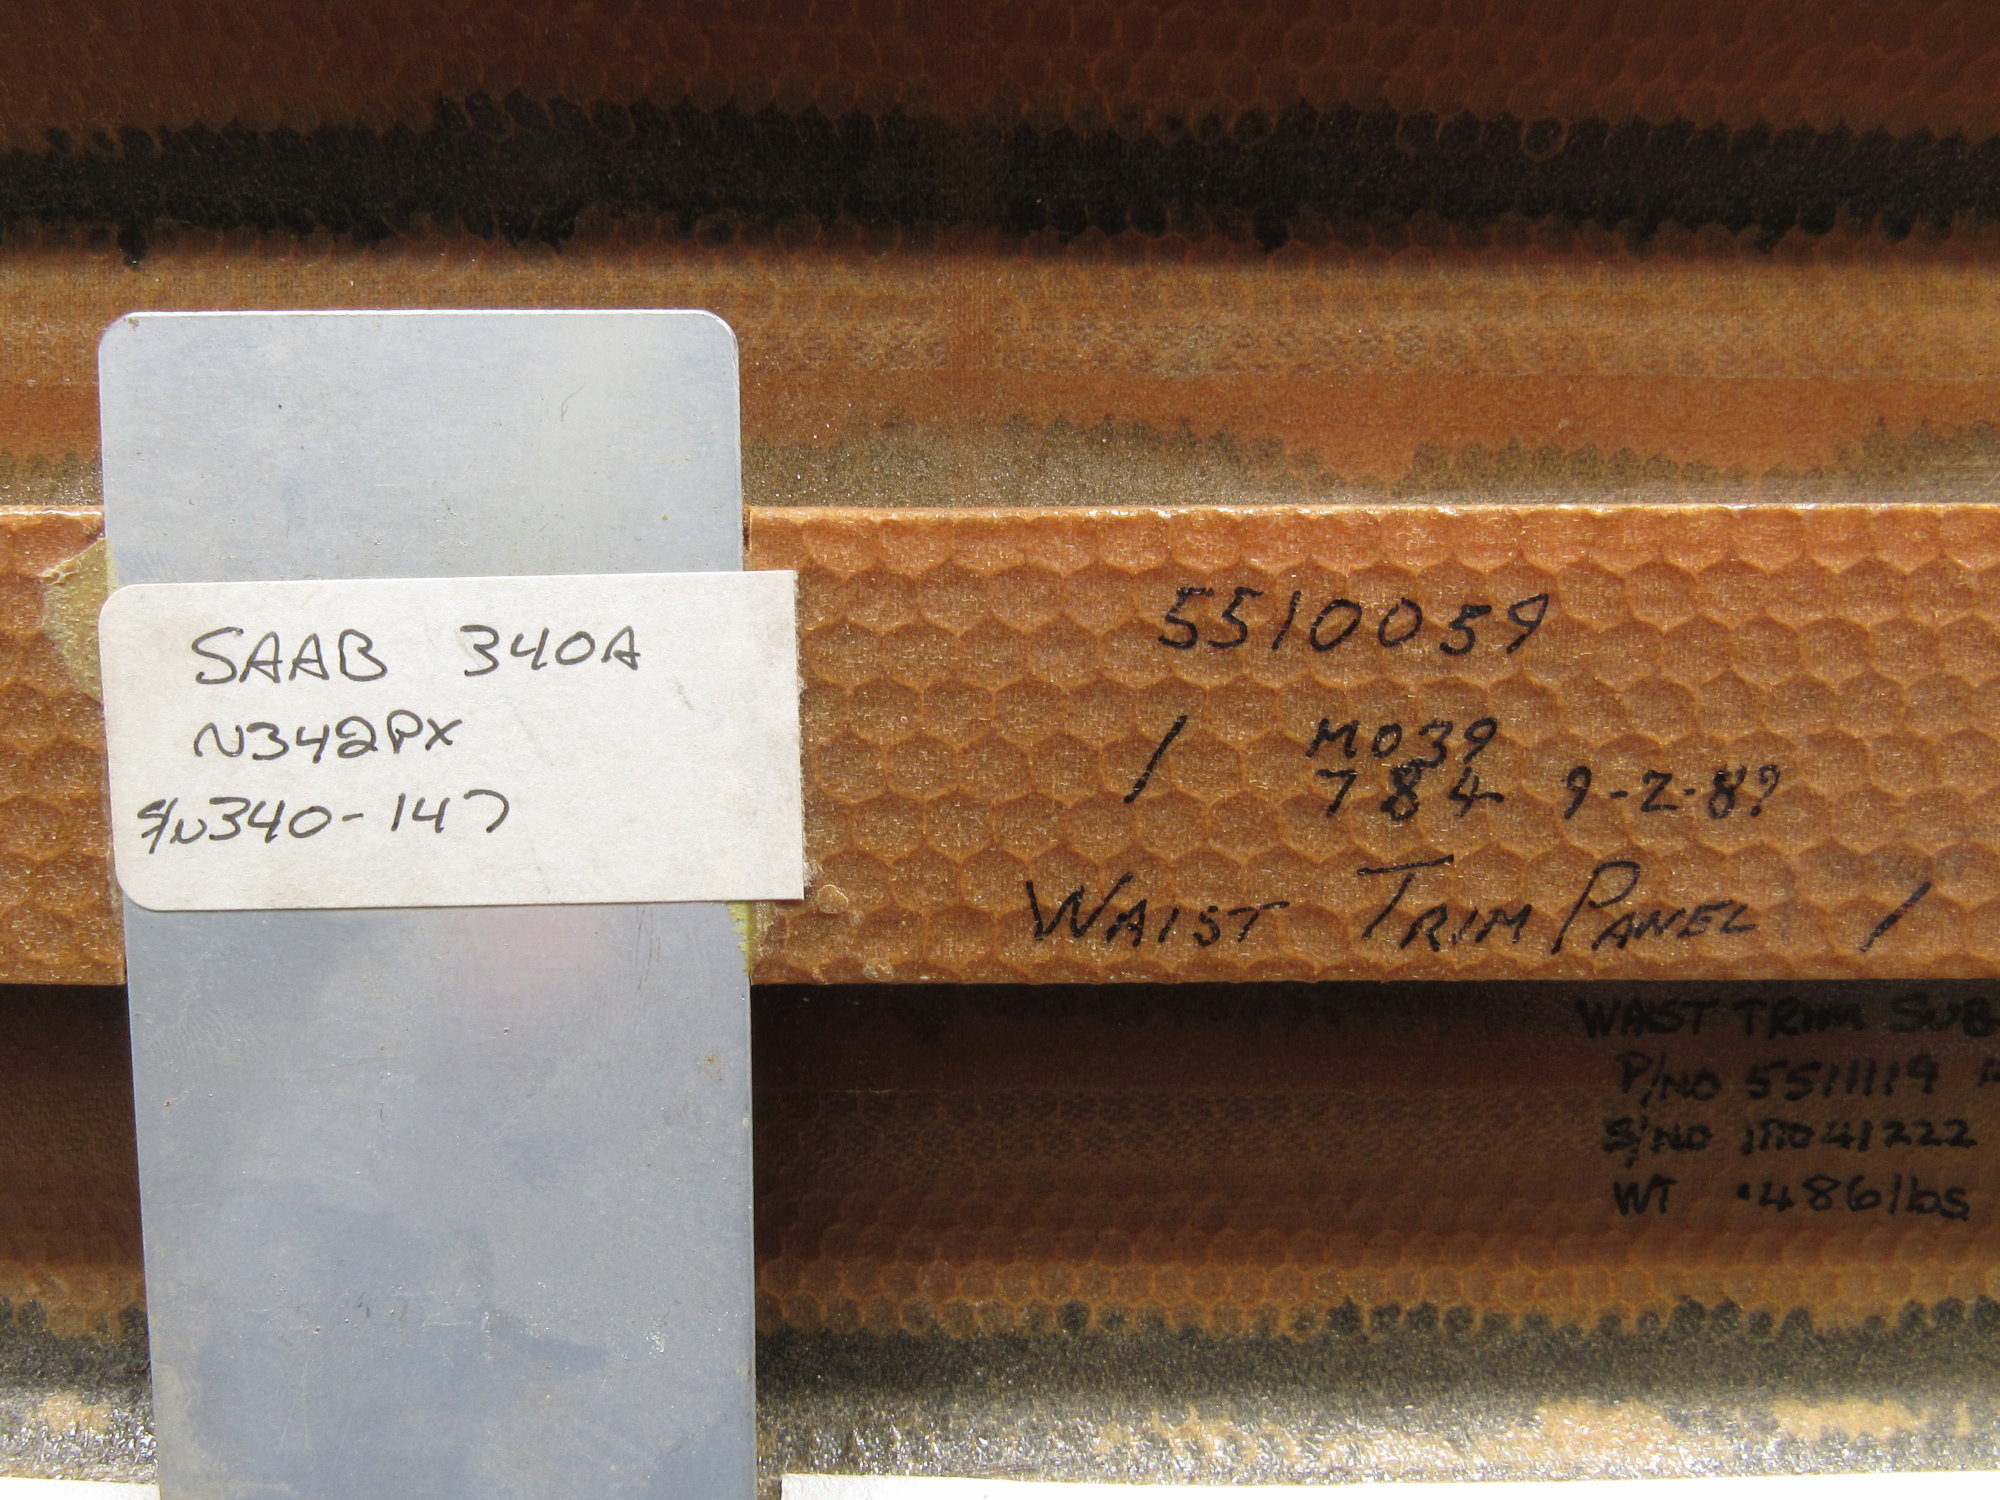 SAAB 340A
N342PX
S/N340-147
5510059
/ M039
784 9-2-89
WAIST TRIM PANEL /
WAIST TRIM SUB
P/NO 5511119
S/NO 41222
WT .486lbs